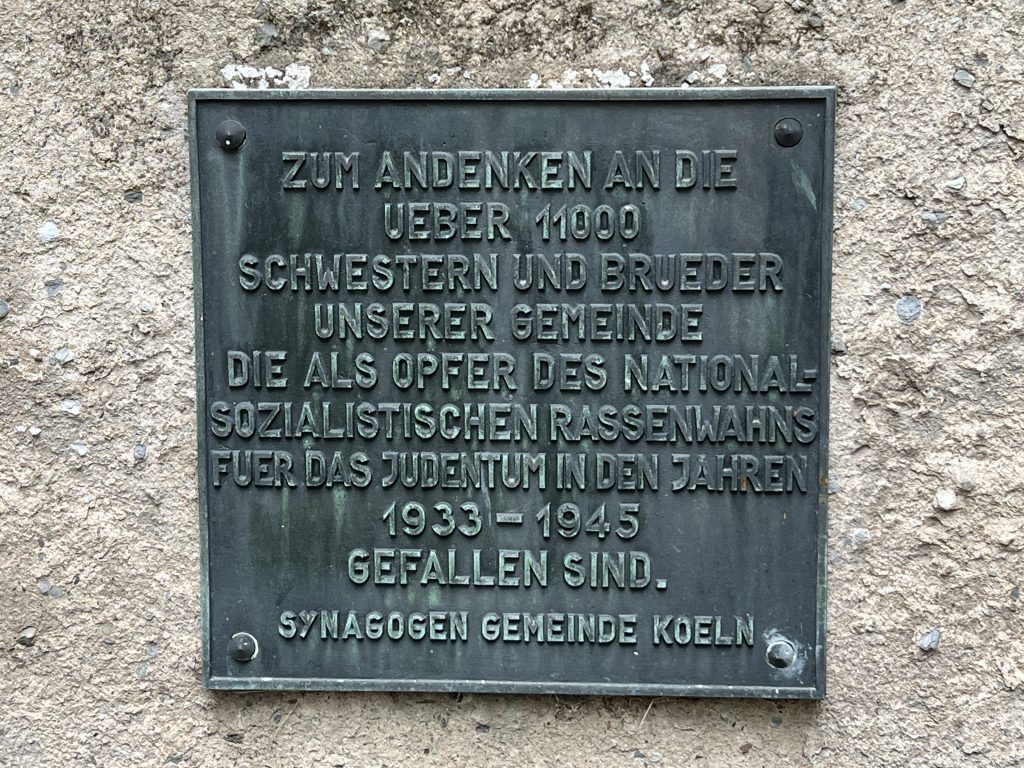 ZUM ANDENKEN AN DIE
UEBER 11000
SCHWESTERN UND BRUEDER
UNSERER GEMEINDE
DIE ALS OPFER DES NATIONAL-
SOZIALISTISCHEN RASSENWAHNS
FUER DAS JUDENTUM IN DEN JAHREN
1933 - 1945
GEFALLEN SIND.
SYNAGOGEN GEMEINDE KOELN